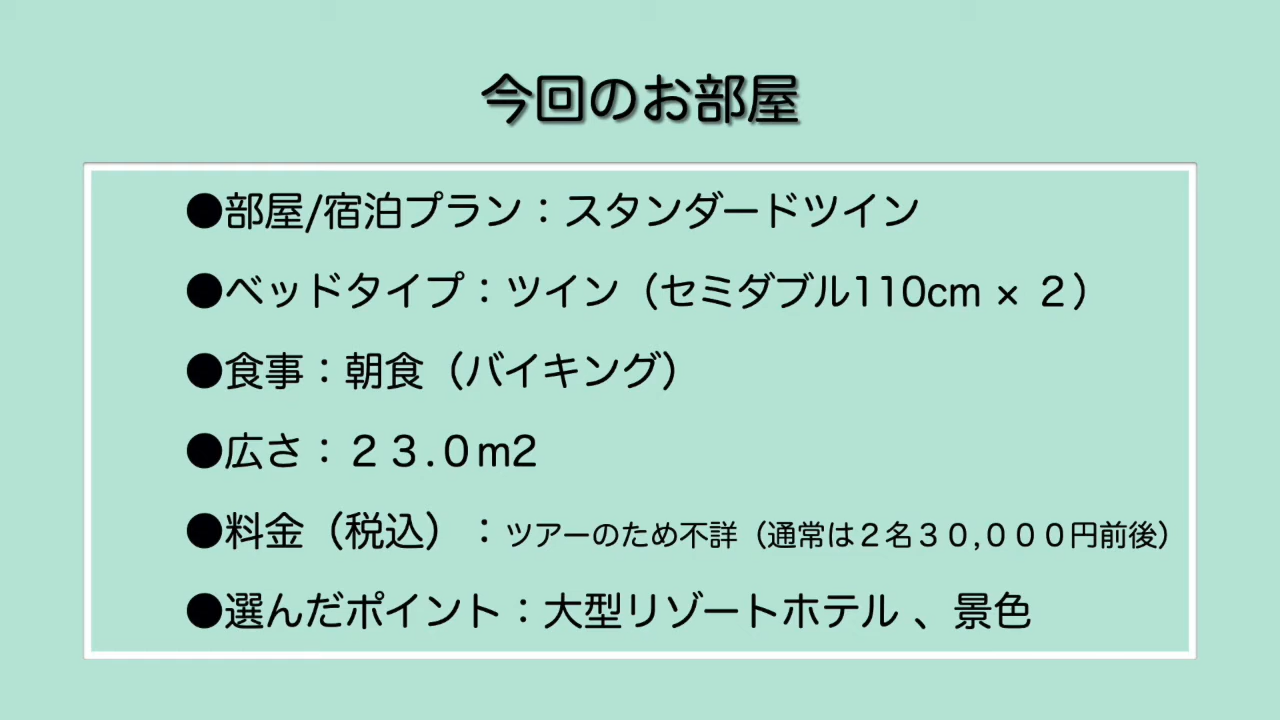 今回のお部屋
●部屋/宿泊プラン：スタンダードツイン
●ベッドタイプ：ツイン（セミダブル110cm × ２）
●食事：朝食（バイキング）
●広さ：２３.０m2
●料金（税込）：ツアーのため不詳（通常は２名３０,０００円前後）
●選んだポイント：大型リゾートホテル 、景色